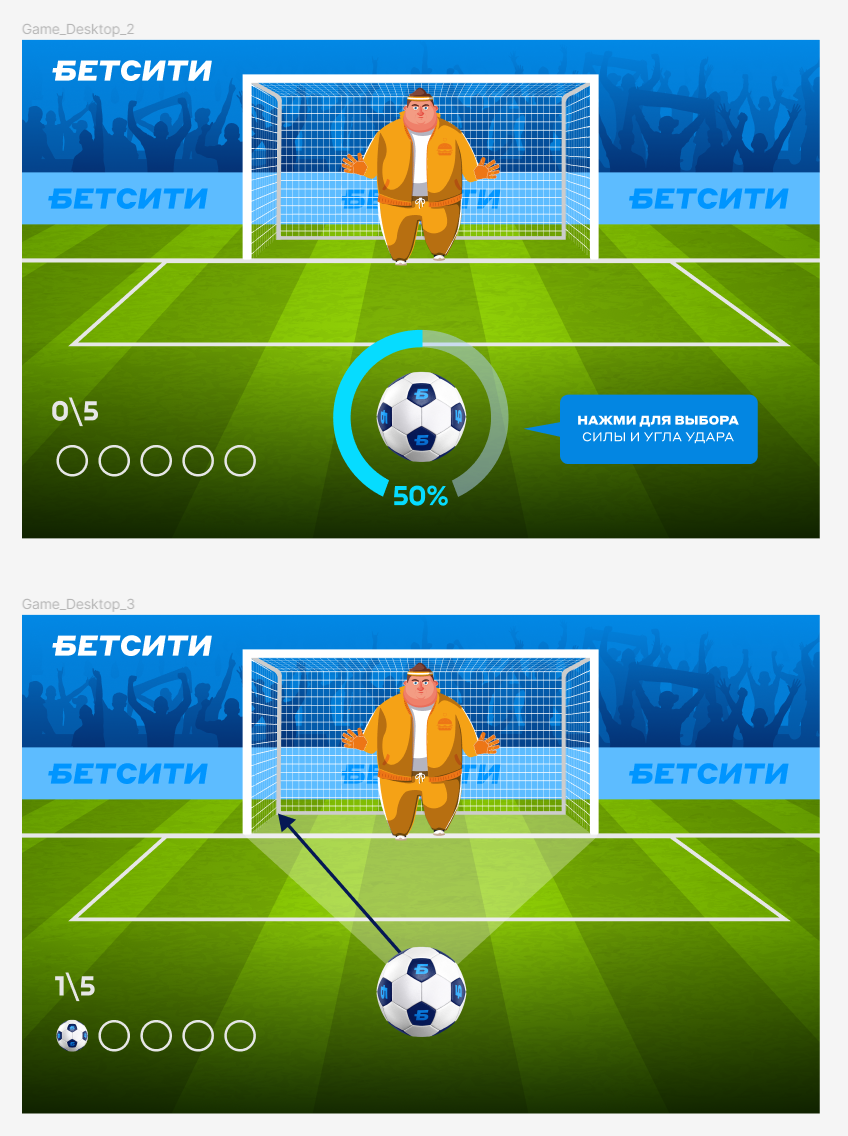 Game_Desktop_2
БЕТСИТИ
БЕТСИТИ
БЕТСИТИ
БЕТСИТИ
0\5
НАЖМИ ДЛЯ ВЫБОРА
СИЛЫ И УГЛА УДАРА
50%
Game_Desktop_3
БЕТСИТИ
БЕТСИТИ
БЕТСИТИ
БЕТСИТИ
1\5